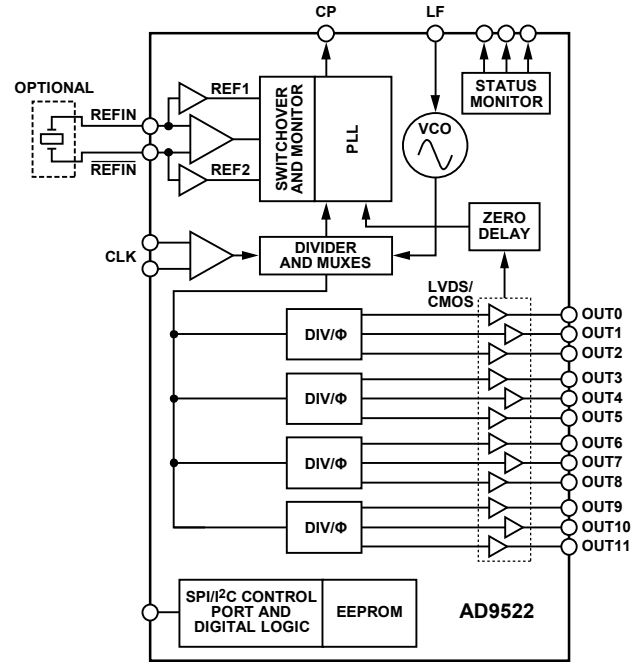 CP
LF
OPTIONAL
REFIN
REFIN
REF1
REF2
SWITCHOVER
AND MONITOR
PLL
VCO
STATUS
MONITOR
CLK
DIVIDER
AND MUXES
ZERO
DELAY
LVDS/
CMOS
DIV/Φ
OUT0
OUT1
OUT2
DIV/Φ
OUT3
OUT4
OUT5
DIV/Φ
OUT6
OUT7
OUT8
DIV/Φ
OUT9
OUT10
OUT11
SPI/I²C CONTROL
PORT AND
DIGITAL LOGIC
EEPROM
AD9522